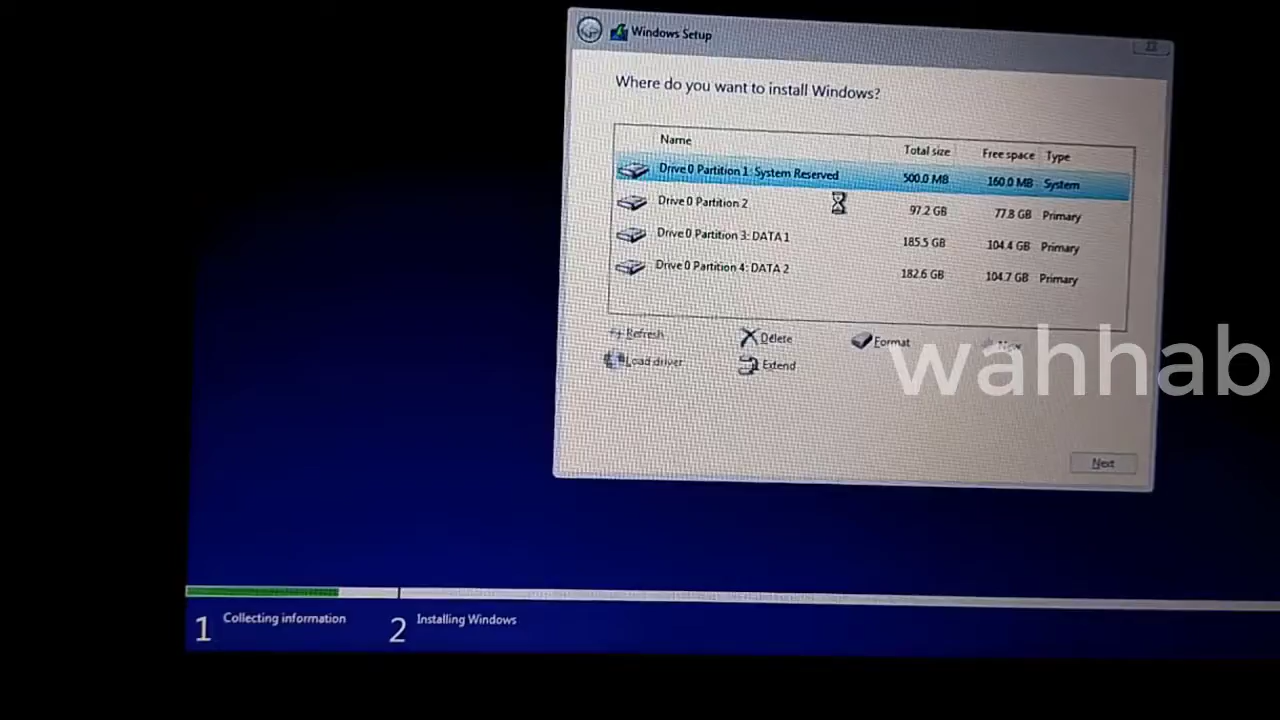 Windows Setup
Where do you want to install Windows?
Name Total size Free space Type
Drive 0 Partition 1: System Reserved 500.0 MB 160.0 MB System
Drive 0 Partition 2 97.2 GB 77.8 GB Primary
Drive 0 Partition 3: DATA 1 185.5 GB 104.4 GB Primary
Drive 0 Partition 4: DATA 2 182.6 GB 104.7 GB Primary
Refresh Delete Format New
Load driver Extend
wahhab
Next
1 Collecting information 2 Installing Windows